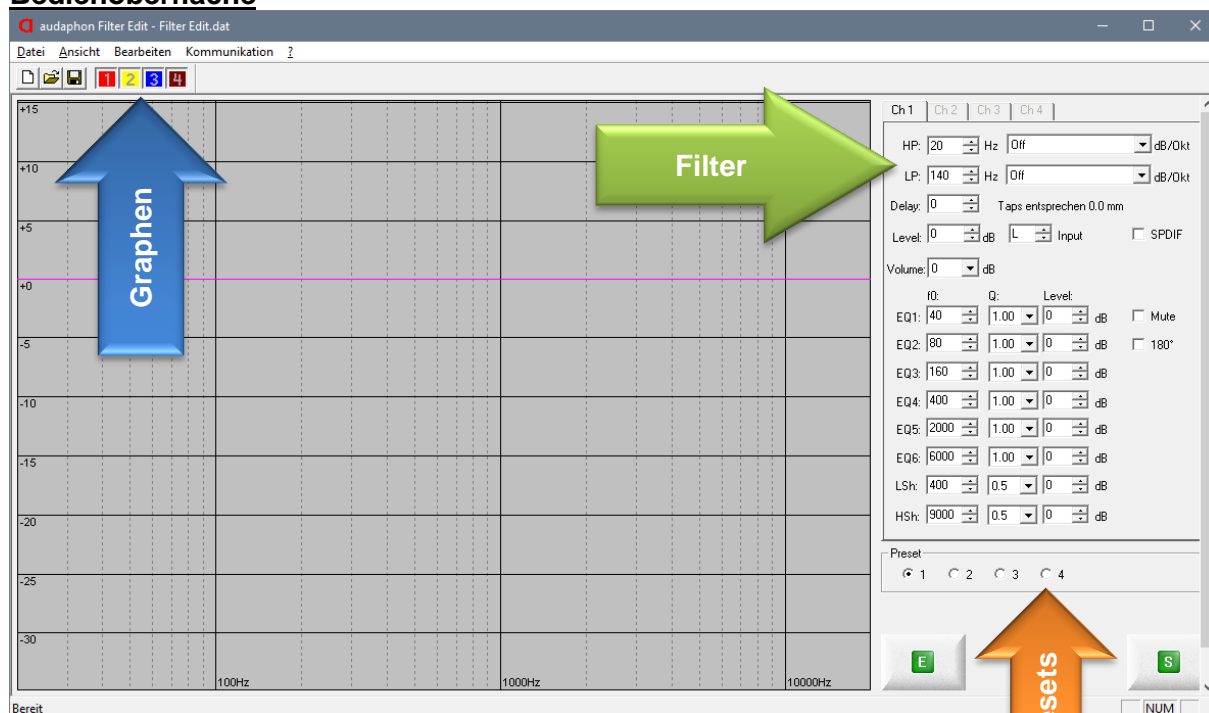 Bedienoberfläche
audaphon Filter Edit - Filter Edit.dat
Datei Ansicht Bearbeiten Kommunikation ?
1 2 3 4
+15
+10
+5
+0
-5
-10
-15
-20
-25
-30
100Hz 1000Hz 10000Hz
Graphen
Filter
Ch 1 Ch 2 Ch 3 Ch 4
HP: 20 Hz Off dB/Okt
LP: 140 Hz Off dB/Okt
Delay: 0 Taps entsprechen 0.0 mm
Level: 0 dB L Input SPDIF
Volume: 0 dB
f0: Q: Level:
EQ1: 40 1.00 0 dB Mute
EQ2: 80 1.00 0 dB 180°
EQ3: 160 1.00 0 dB
EQ4: 400 1.00 0 dB
EQ5: 2000 1.00 0 dB
EQ6: 6000 1.00 0 dB
LSh: 400 0.5 0 dB
HSh: 9000 0.5 0 dB
Preset
1 2 3 4
E S
esets
Bereit NUM